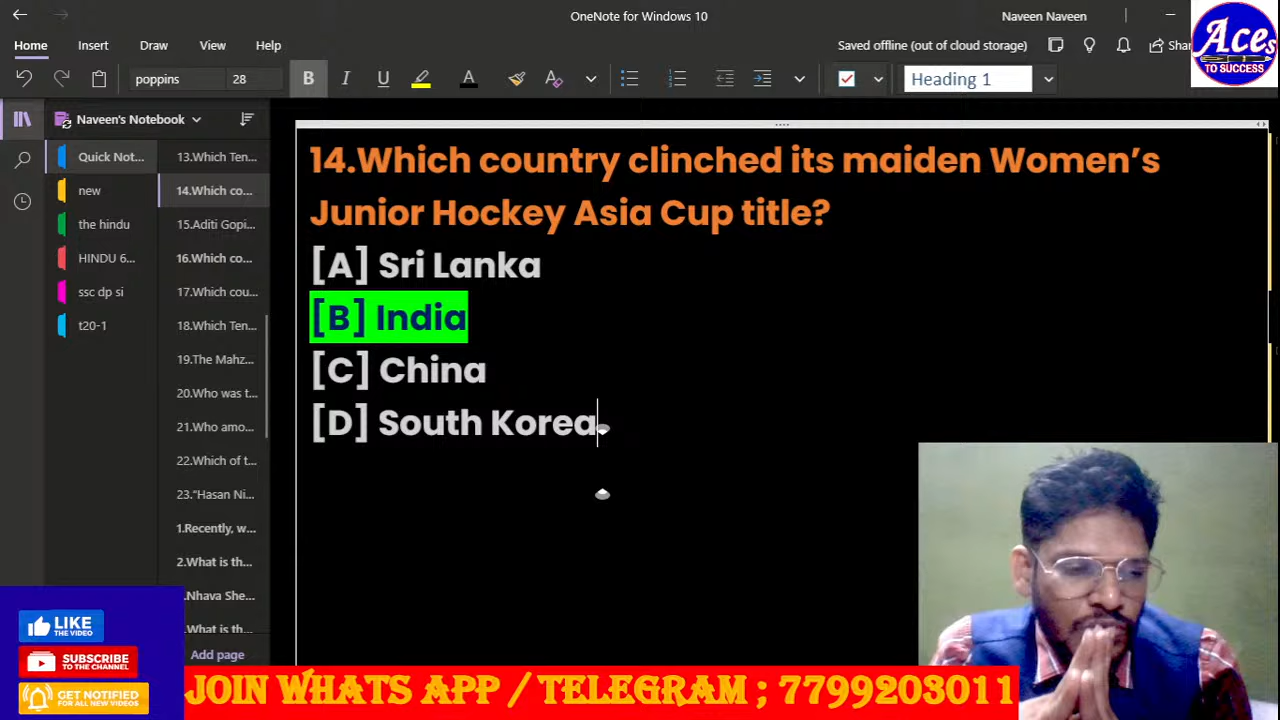 OneNote for Windows 10
Naveen Naveen
Home
Insert
Draw
View
Help
Saved offline (out of cloud storage)
Aces
TO SUCCESS
poppins
28
B
I
U
A
Heading 1
Naveen's Notebook
Quick Not...
new
the hindu
HINDU 6...
ssc dp si
t20-1
13.Which Ten...
14.Which co...
15.Aditi Gopi...
16.Which co...
17.Which cou...
18.Which Ten...
19.The Mahz...
20.Who was t...
21.Who amo...
22.Which of t...
23."Hasan Ni...
1.Recently, w...
2.What is th...
.Nhava She...
.What is th...
Add page
14.Which country clinched its maiden Women's
Junior Hockey Asia Cup title?
[A] Sri Lanka
[B] India
[C] China
[D] South Korea
LIKE
THE VIDEO
SUBSCRIBE
TO THE CHANNEL
GET NOTIFIED
FOR ALL NEW VIDEOS
JOIN WHATS APP / TELEGRAM ; 7799203011